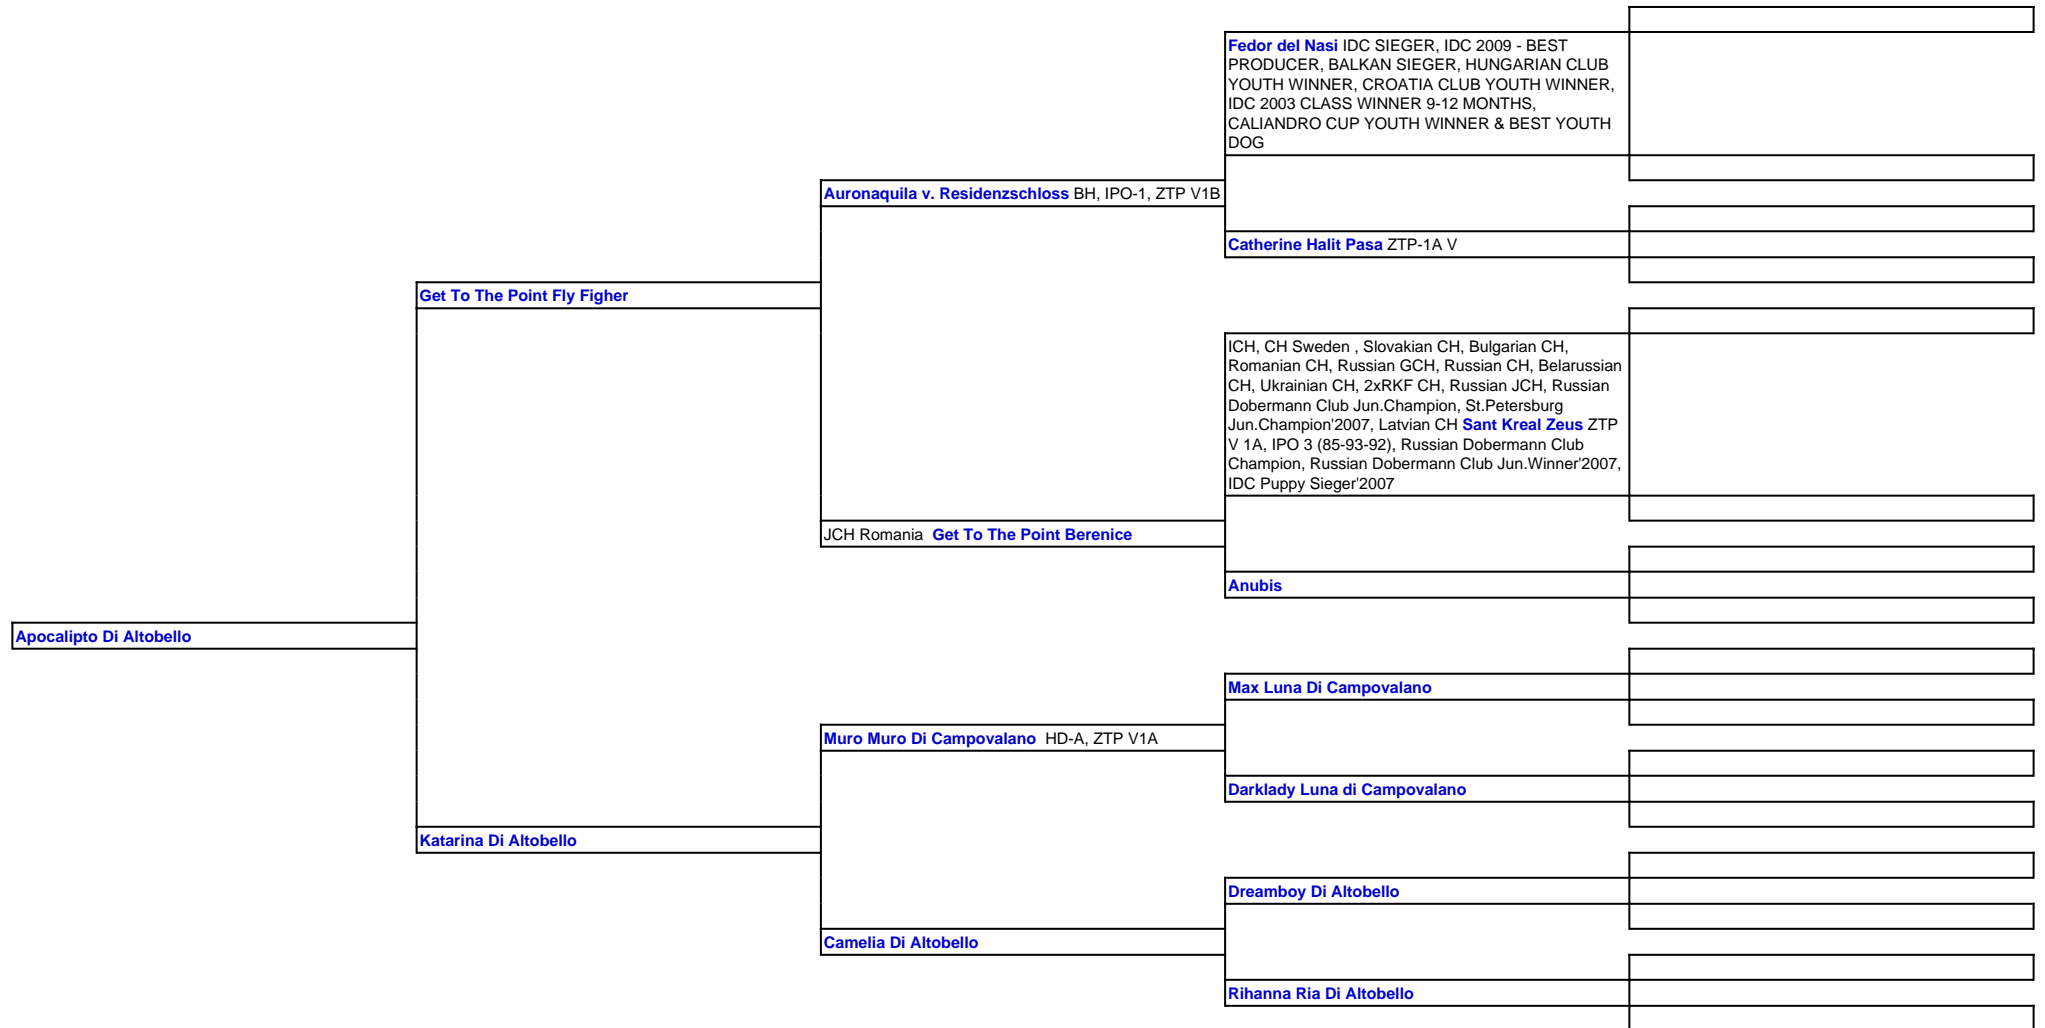 Fedor del Nasi IDC SIEGER, IDC 2009 - BEST
PRODUCER, BALKAN SIEGER, HUNGARIAN CLUB
YOUTH WINNER, CROATIA CLUB YOUTH WINNER,
IDC 2003 CLASS WINNER 9-12 MONTHS,
CALIANDRO CUP YOUTH WINNER & BEST YOUTH
DOG
Auronaquila v. Residenzschloss BH, IPO-1, ZTP V1B
Catherine Halit Pasa ZTP-1A V
Get To The Point Fly Figher
ICH, CH Sweden , Slovakian CH, Bulgarian CH,
Romanian CH, Russian GCH, Russian CH, Belarussian
CH, Ukrainian CH, 2xRKF CH, Russian JCH, Russian
Dobermann Club Jun.Champion, St.Petersburg
Jun.Champion'2007, Latvian CH Sant Kreal Zeus ZTP
V 1A, IPO 3 (85-93-92), Russian Dobermann Club
Champion, Russian Dobermann Club Jun.Winner'2007,
IDC Puppy Sieger'2007
JCH Romania  Get To The Point Berenice
Anubis
Apocalipto Di Altobello
Max Luna Di Campovalano
Muro Muro Di Campovalano  HD-A, ZTP V1A
Darklady Luna di Campovalano
Katarina Di Altobello
Dreamboy Di Altobello
Camelia Di Altobello
Rihanna Ria Di Altobello